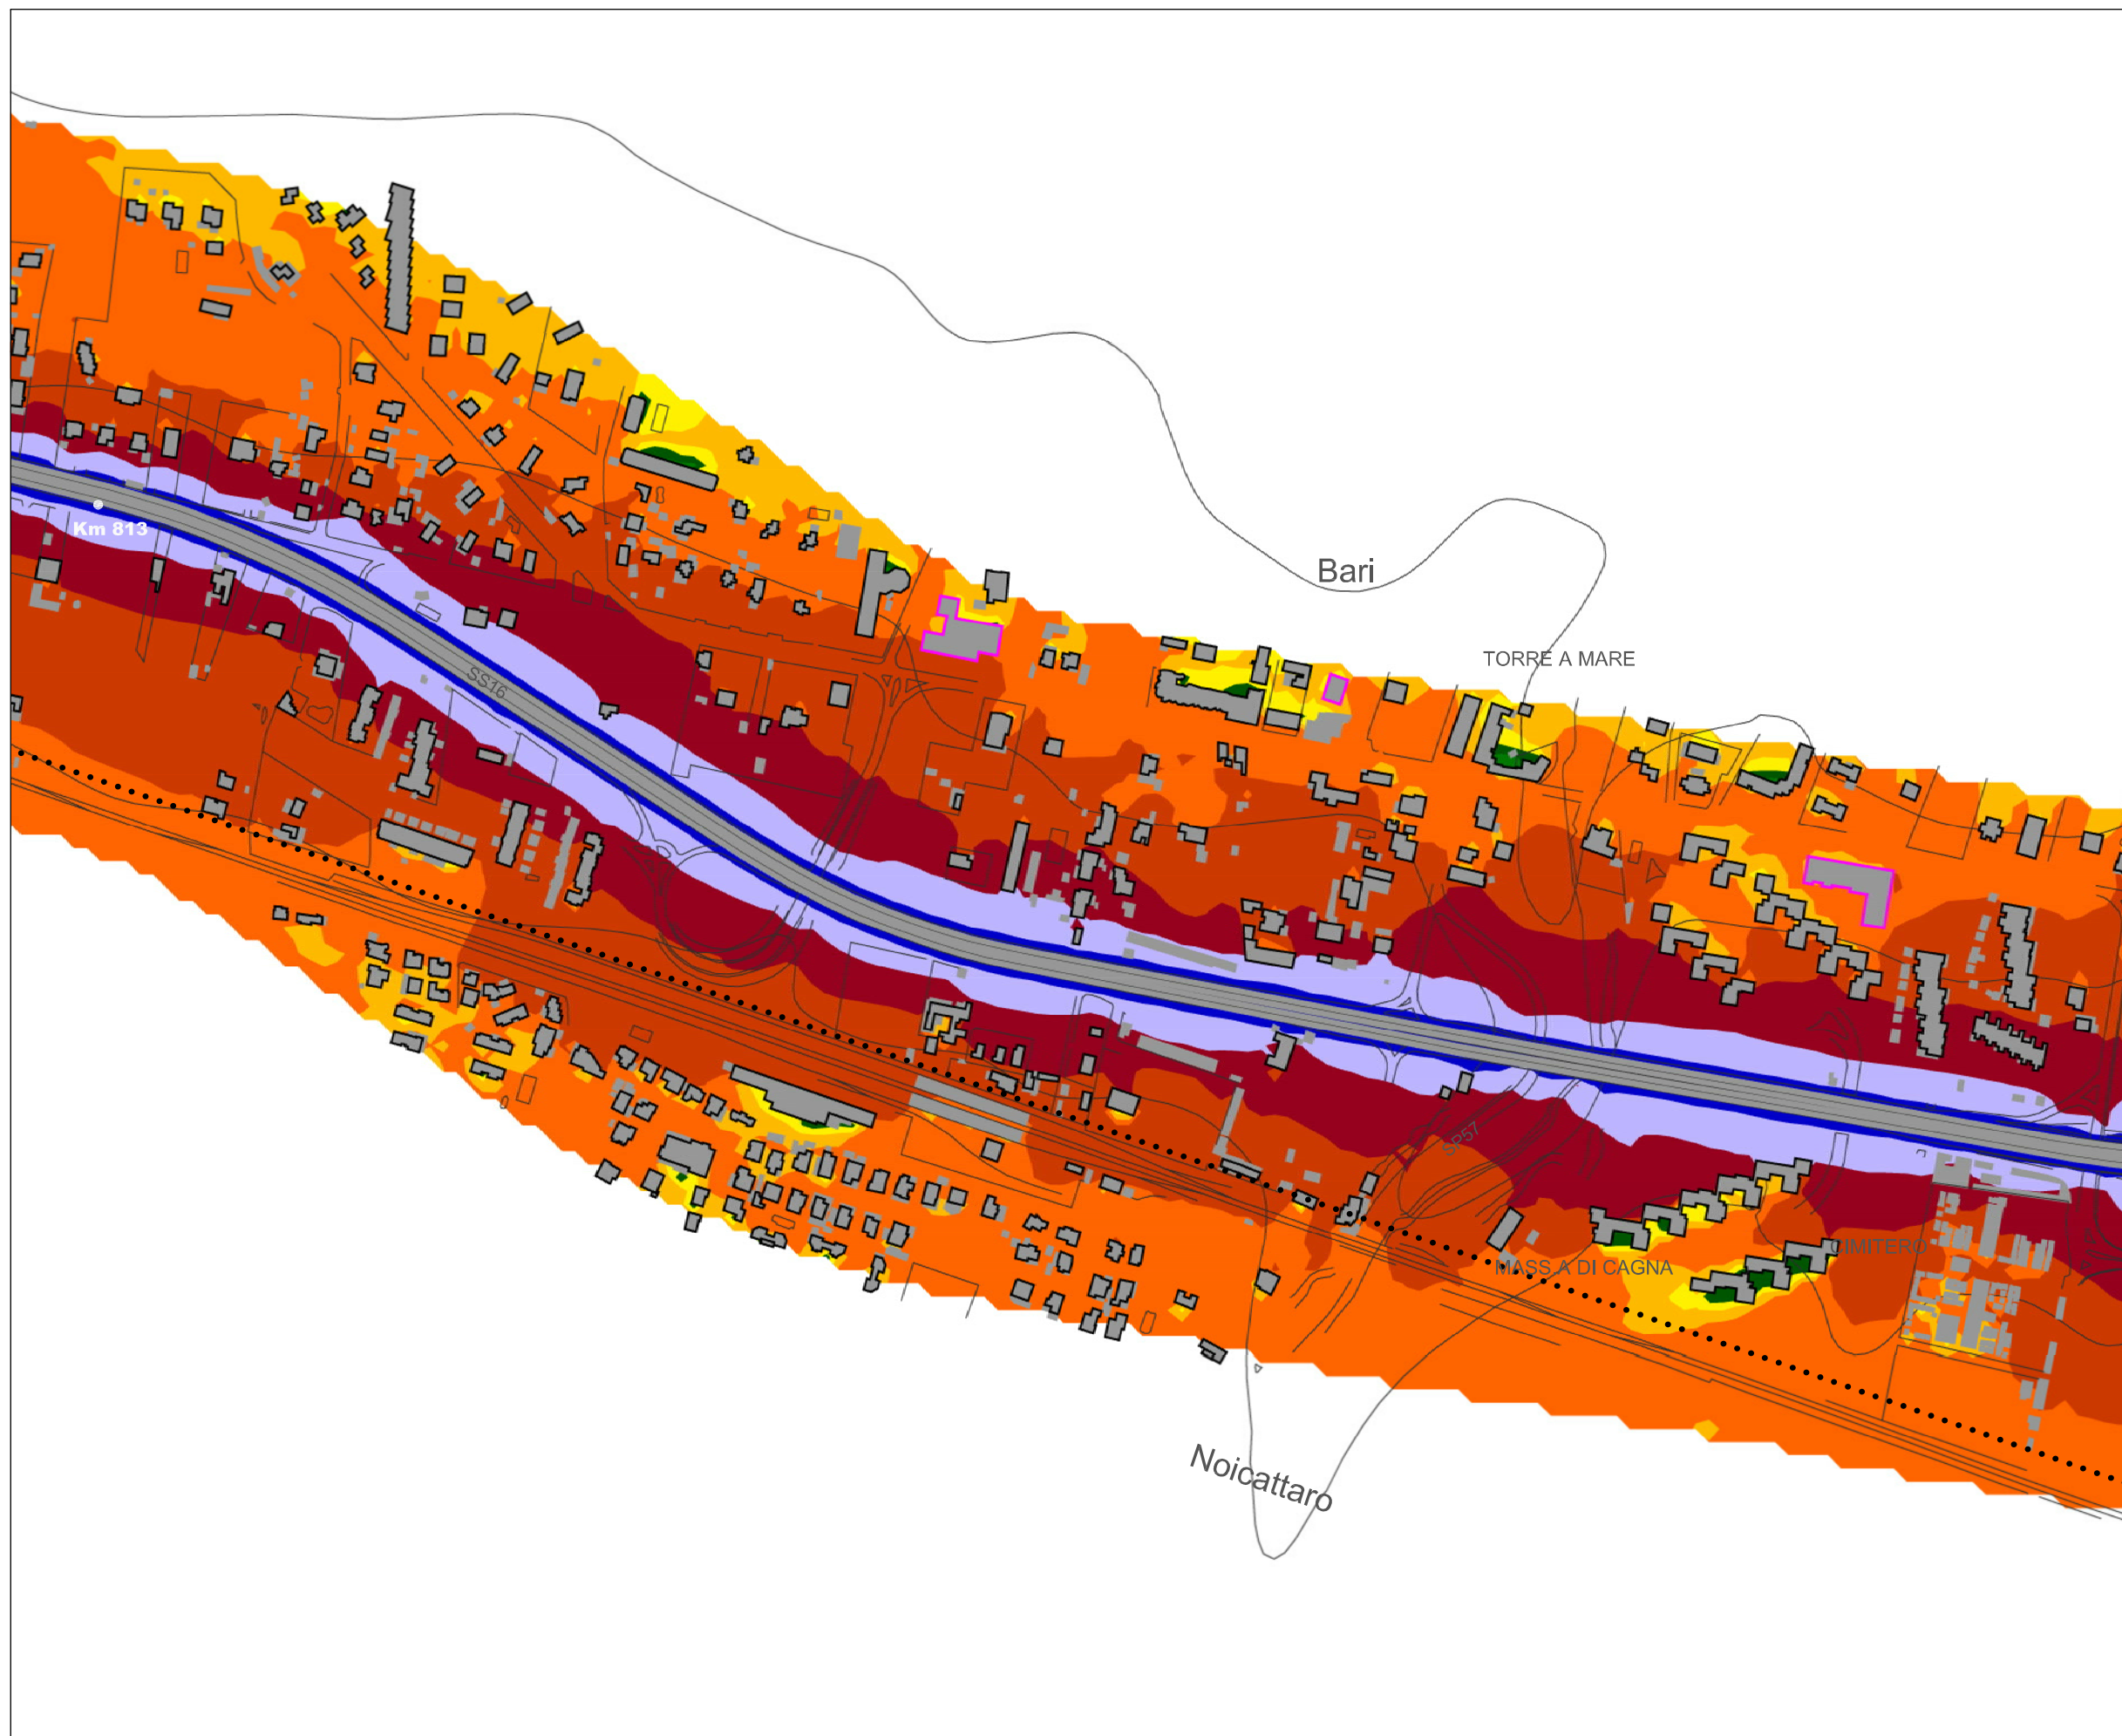 Km 813
SS16
Bari
TORRE A MARE
SP57
CIMITERO
MASS.A DI CAGNA
Noicattaro